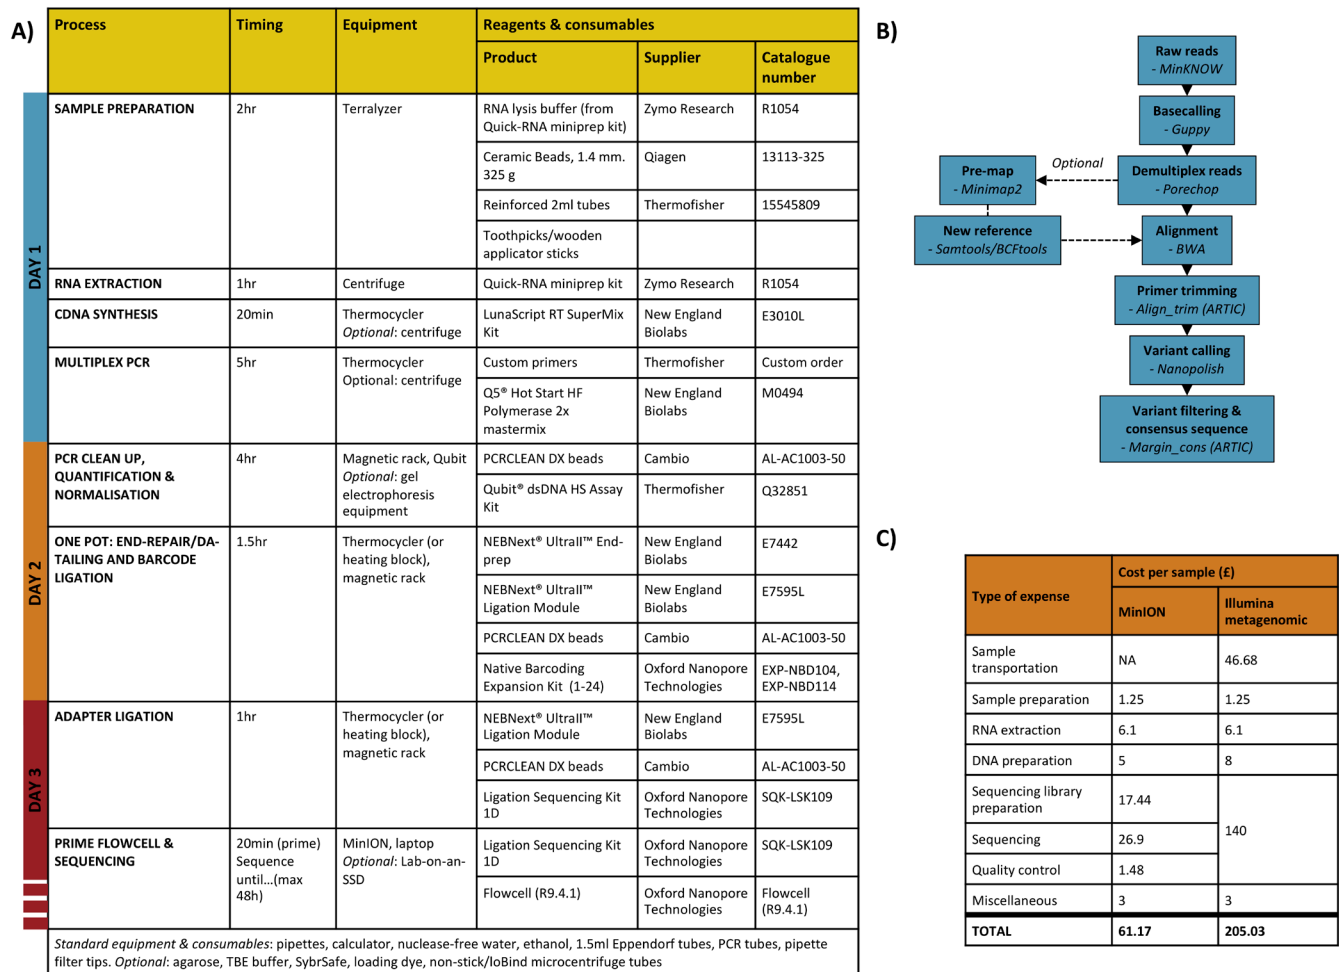 A)
Process
Timing
Equipment
Reagents & consumables
Product
Supplier
Catalogue
number
DAY 1
SAMPLE PREPARATION
2hr
Terralyzer
RNA lysis buffer (from
Quick-RNA miniprep kit)
Zymo Research
R1054
Ceramic Beads, 1.4 mm.
325 g
Qiagen
13113-325
Reinforced 2ml tubes
Thermofisher
15545809
Toothpicks/wooden
applicator sticks
RNA EXTRACTION
1hr
Centrifuge
Quick-RNA miniprep kit
Zymo Research
R1054
CDNA SYNTHESIS
20min
Thermocycler
Optional: centrifuge
LunaScript RT SuperMix
Kit
New England
Biolabs
E3010L
MULTIPLEX PCR
5hr
Thermocycler
Optional: centrifuge
Custom primers
Thermofisher
Custom order
Q5® Hot Start HF
Polymerase 2x
mastermix
New England
Biolabs
M0494
DAY 2
PCR CLEAN UP,
QUANTIFICATION &
NORMALISATION
4hr
Magnetic rack, Qubit
Optional: gel
electrophoresis
equipment
PCRCLEAN DX beads
Cambio
AL-AC1003-50
Qubit® dsDNA HS Assay
Kit
Thermofisher
Q32851
ONE POT: END-REPAIR/DA-
TAILING AND BARCODE
LIGATION
1.5hr
Thermocycler (or
heating block),
magnetic rack
NEBNext® UltraII™ End-
prep
New England
Biolabs
E7442
NEBNext® UltraII™
Ligation Module
New England
Biolabs
E7595L
PCRCLEAN DX beads
Cambio
AL-AC1003-50
Native Barcoding
Expansion Kit (1-24)
Oxford Nanopore
Technologies
EXP-NBD104,
EXP-NBD114
DAY 3
ADAPTER LIGATION
1hr
Thermocycler (or
heating block),
magnetic rack
NEBNext® UltraII™
Ligation Module
New England
Biolabs
E7595L
PCRCLEAN DX beads
Cambio
AL-AC1003-50
Ligation Sequencing Kit
1D
Oxford Nanopore
Technologies
SQK-LSK109
PRIME FLOWCELL &
SEQUENCING
20min (prime)
Sequence
until...(max
48h)
MinION, laptop
Optional: Lab-on-an-
SSD
Ligation Sequencing Kit
1D
Oxford Nanopore
Technologies
SQK-LSK109
Flowcell (R9.4.1)
Oxford Nanopore
Technologies
Flowcell
(R9.4.1)
Standard equipment & consumables: pipettes, calculator, nuclease-free water, ethanol, 1.5ml Eppendorf tubes, PCR tubes, pipette
filter tips. Optional: agarose, TBE buffer, SybrSafe, loading dye, non-stick/loBind microcentrifuge tubes
B)
Raw reads
- MinKNOW
Basecalling
- Guppy
Demultiplex reads
- Porechop
Optional
Pre-map
- Minimap2
New reference
- Samtools/BCFtools
Alignment
- BWA
Primer trimming
- Align_trim (ARTIC)
Variant calling
- Nanopolish
Variant filtering &
consensus sequence
- Margin_cons (ARTIC)
C)
Type of expense
Cost per sample (£)
MinION
Illumina
metagenomic
Sample
transportation
NA
46.68
Sample preparation
1.25
1.25
RNA extraction
6.1
6.1
DNA preparation
5
8
Sequencing library
preparation
17.44
140
Sequencing
26.9
Quality control
1.48
Miscellaneous
3
3
TOTAL
61.17
205.03